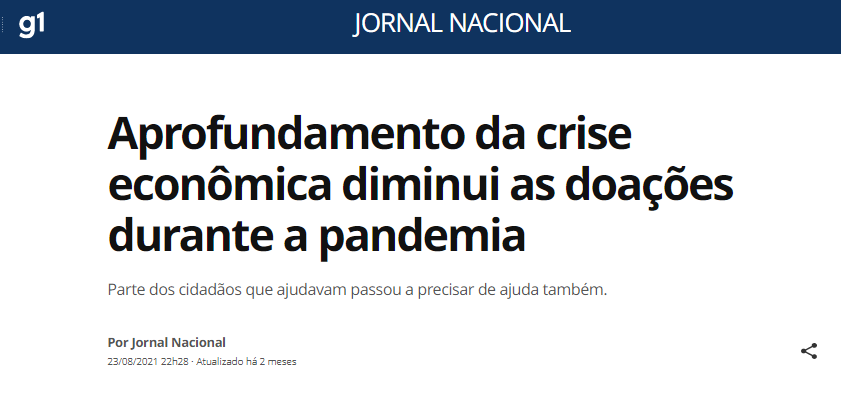 g1
JORNAL NACIONAL
Aprofundamento da crise
econômica diminui as doações
durante a pandemia
Parte dos cidadãos que ajudavam passou a precisar de ajuda também.
Por Jornal Nacional
23/08/2021 22h28 · Atualizado há 2 meses